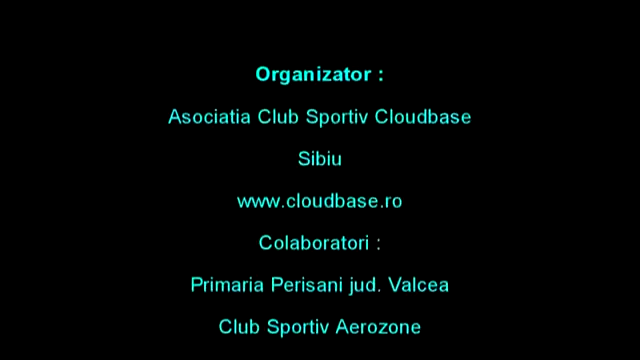 Organizator :
Asociatia Club Sportiv Cloudbase
Sibiu
www.cloudbase.ro
Colaboratori :
Primaria Perisani jud. Valcea
Club Sportiv Aerozone